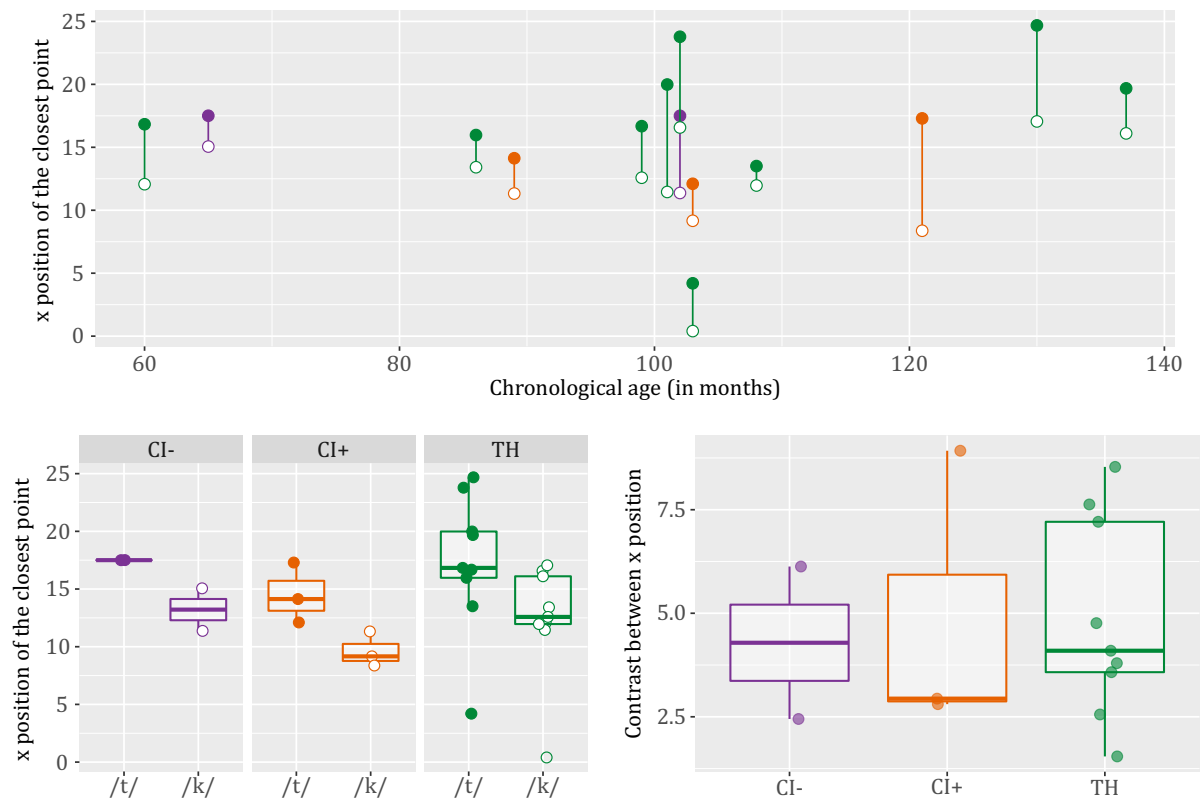 x position of the closest point
25
20
15
10
5
0
60
80
100
120
140
Chronological age (in months)
x position of the closest point
CI-
CI+
TH
25
20
15
10
5
0
/t/
/k/
/t/
/k/
/t/
/k/
Contrast between x position
7.5
5.0
2.5
CI-
CI+
TH